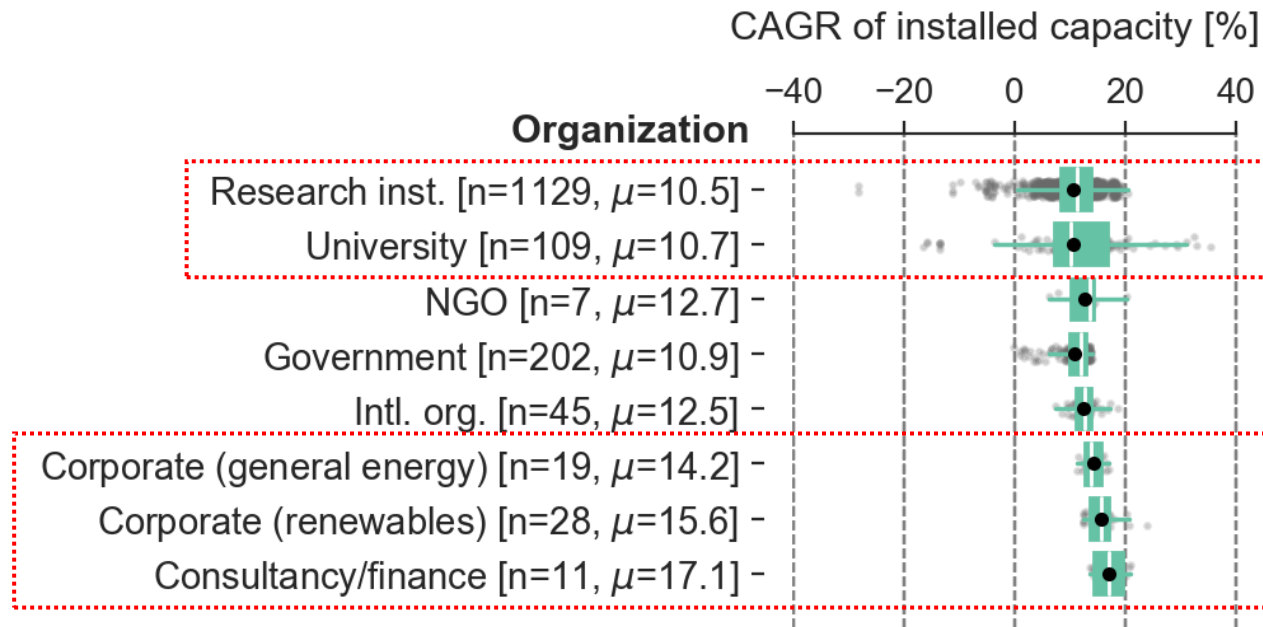 CAGR of installed capacity [%]
−40 −20 0 20 40
Organization
Research inst. [n=1129, μ=10.5]
University [n=109, μ=10.7]
NGO [n=7, μ=12.7]
Government [n=202, μ=10.9]
Intl. org. [n=45, μ=12.5]
Corporate (general energy) [n=19, μ=14.2]
Corporate (renewables) [n=28, μ=15.6]
Consultancy/finance [n=11, μ=17.1]